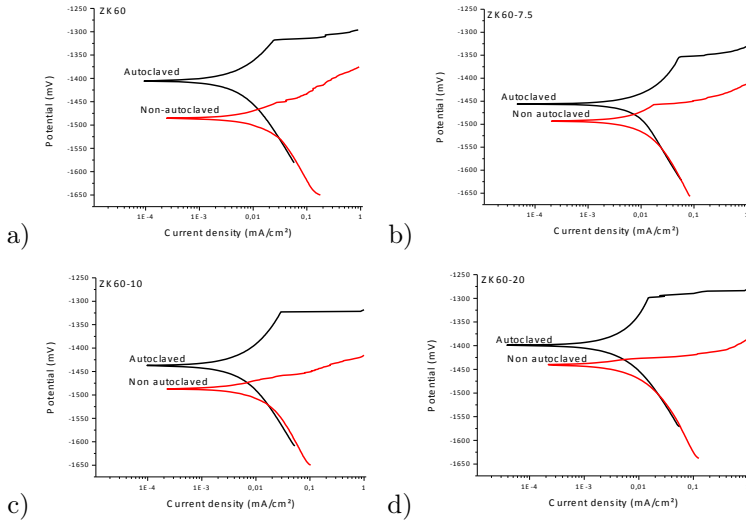 ZK60
-1300
-1350
-1400
-1450
-1500
-1550
-1600
-1650
Potential (mV)
Autoclaved
Non-autoclaved
1E-4
1E-3
0,01
0,1
1
Current density (mA/cm²)
a)
ZK60-7.5
-1300
-1350
-1400
-1450
-1500
-1550
-1600
-1650
Potential (mV)
Autoclaved
Non autoclaved
1E-4
1E-3
0,01
0,1
1
Current density (mA/cm²)
b)
ZK60-10
-1250
-1300
-1350
-1400
-1450
-1500
-1550
-1600
-1650
Potential (mV)
Autoclaved
Non autoclaved
1E-4
1E-3
0,01
0,1
1
Current density (mA/cm²)
c)
ZK60-20
-1250
-1300
-1350
-1400
-1450
-1500
-1550
-1600
-1650
Potential (mV)
Autoclaved
Non autoclaved
1E-4
1E-3
0,01
0,1
Current density (mA/cm²)
d)